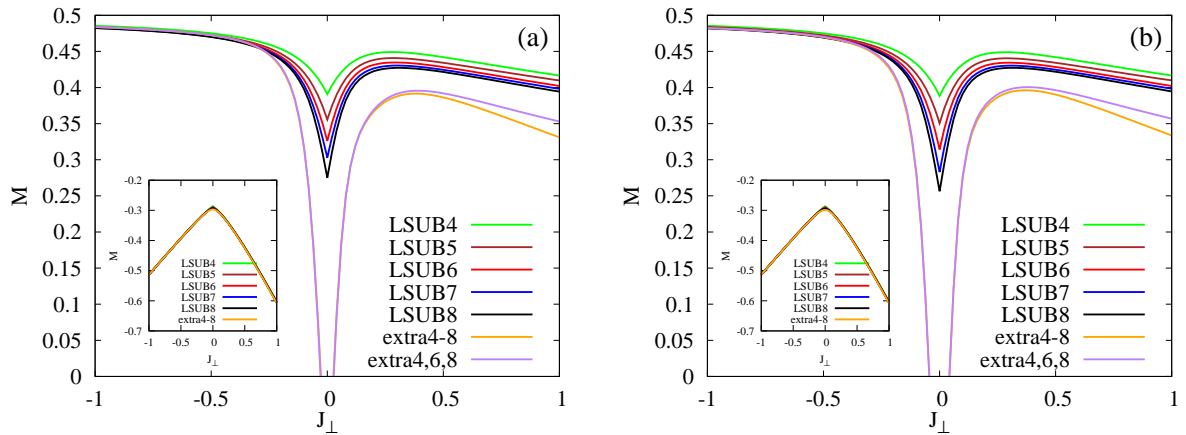 0.5
0.45
0.4
0.35
0.3
0.25
0.2
0.15
0.1
0.05
0
M
-1
-0.5
0
0.5
1
J⊥
(a)
LSUB4
LSUB5
LSUB6
LSUB7
LSUB8
extra4-8
extra4,6,8
-0.2
-0.3
-0.4
-0.5
-0.6
-0.7
M
-1
-0.5
0
0.5
1
J⊥
LSUB4
LSUB5
LSUB6
LSUB7
LSUB8
extra4-8
0.5
0.45
0.4
0.35
0.3
0.25
0.2
0.15
0.1
0.05
0
M
-1
-0.5
0
0.5
1
J⊥
(b)
LSUB4
LSUB5
LSUB6
LSUB7
LSUB8
extra4-8
extra4,6,8
-0.2
-0.3
-0.4
-0.5
-0.6
-0.7
M
-1
-0.5
0
0.5
1
J⊥
LSUB4
LSUB5
LSUB6
LSUB7
LSUB8
extra4-8